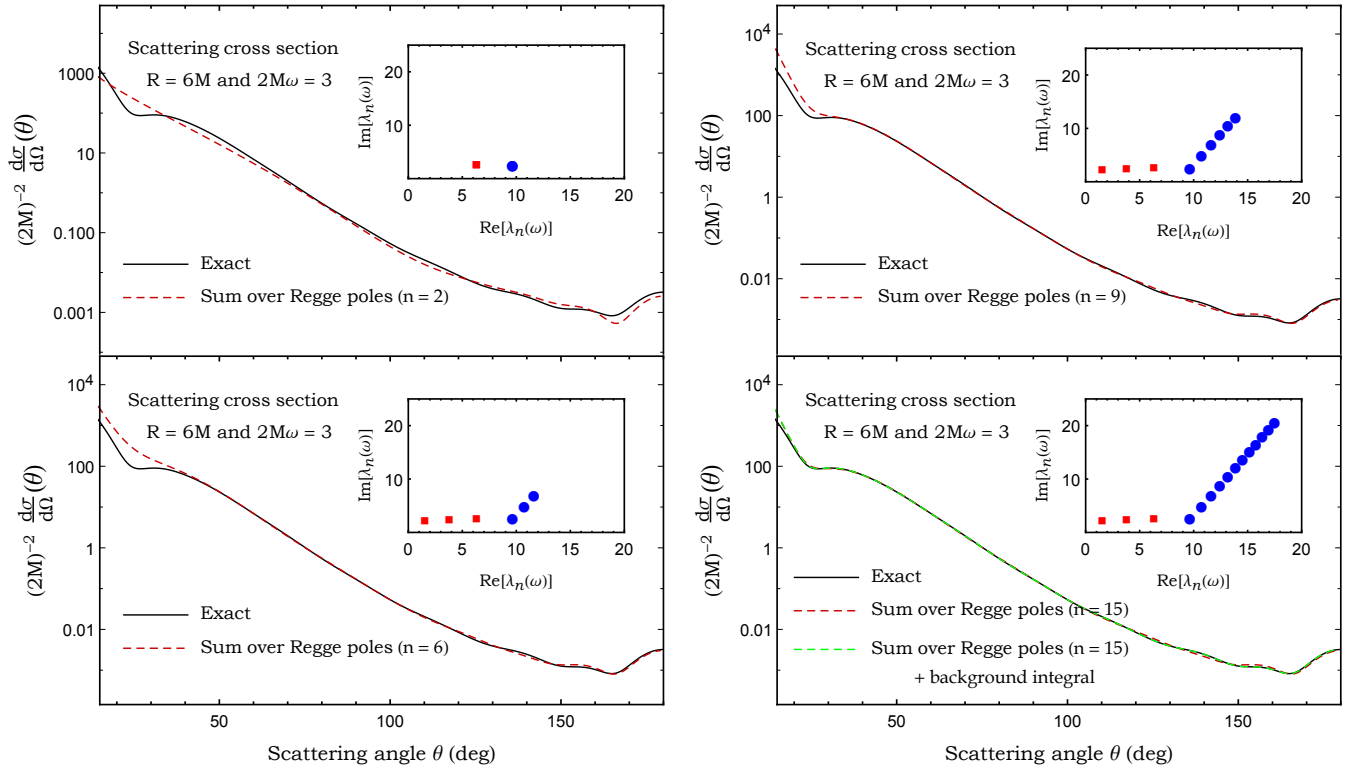 Scattering cross section
R = 6M and 2Mω = 3
(2M)⁻² dσ/dΩ (θ)
1000
10
0.100
0.001
Im[λₙ(ω)]
20
10
0 5 10 15 20
Re[λₙ(ω)]
Exact
Sum over Regge poles (n = 2)
Scattering cross section
R = 6M and 2Mω = 3
(2M)⁻² dσ/dΩ (θ)
10⁴
100
1
0.01
Im[λₙ(ω)]
20
10
0 5 10 15 20
Re[λₙ(ω)]
Exact
Sum over Regge poles (n = 9)
Scattering cross section
R = 6M and 2Mω = 3
(2M)⁻² dσ/dΩ (θ)
10⁴
100
1
0.01
Im[λₙ(ω)]
20
10
0 5 10 15 20
Re[λₙ(ω)]
Exact
Sum over Regge poles (n = 6)
50 100 150
Scattering angle θ (deg)
Scattering cross section
R = 6M and 2Mω = 3
(2M)⁻² dσ/dΩ (θ)
10⁴
100
1
0.01
Im[λₙ(ω)]
20
10
0 5 10 15 20
Re[λₙ(ω)]
Exact
Sum over Regge poles (n = 15)
Sum over Regge poles (n = 15)
+ background integral
50 100 150
Scattering angle θ (deg)